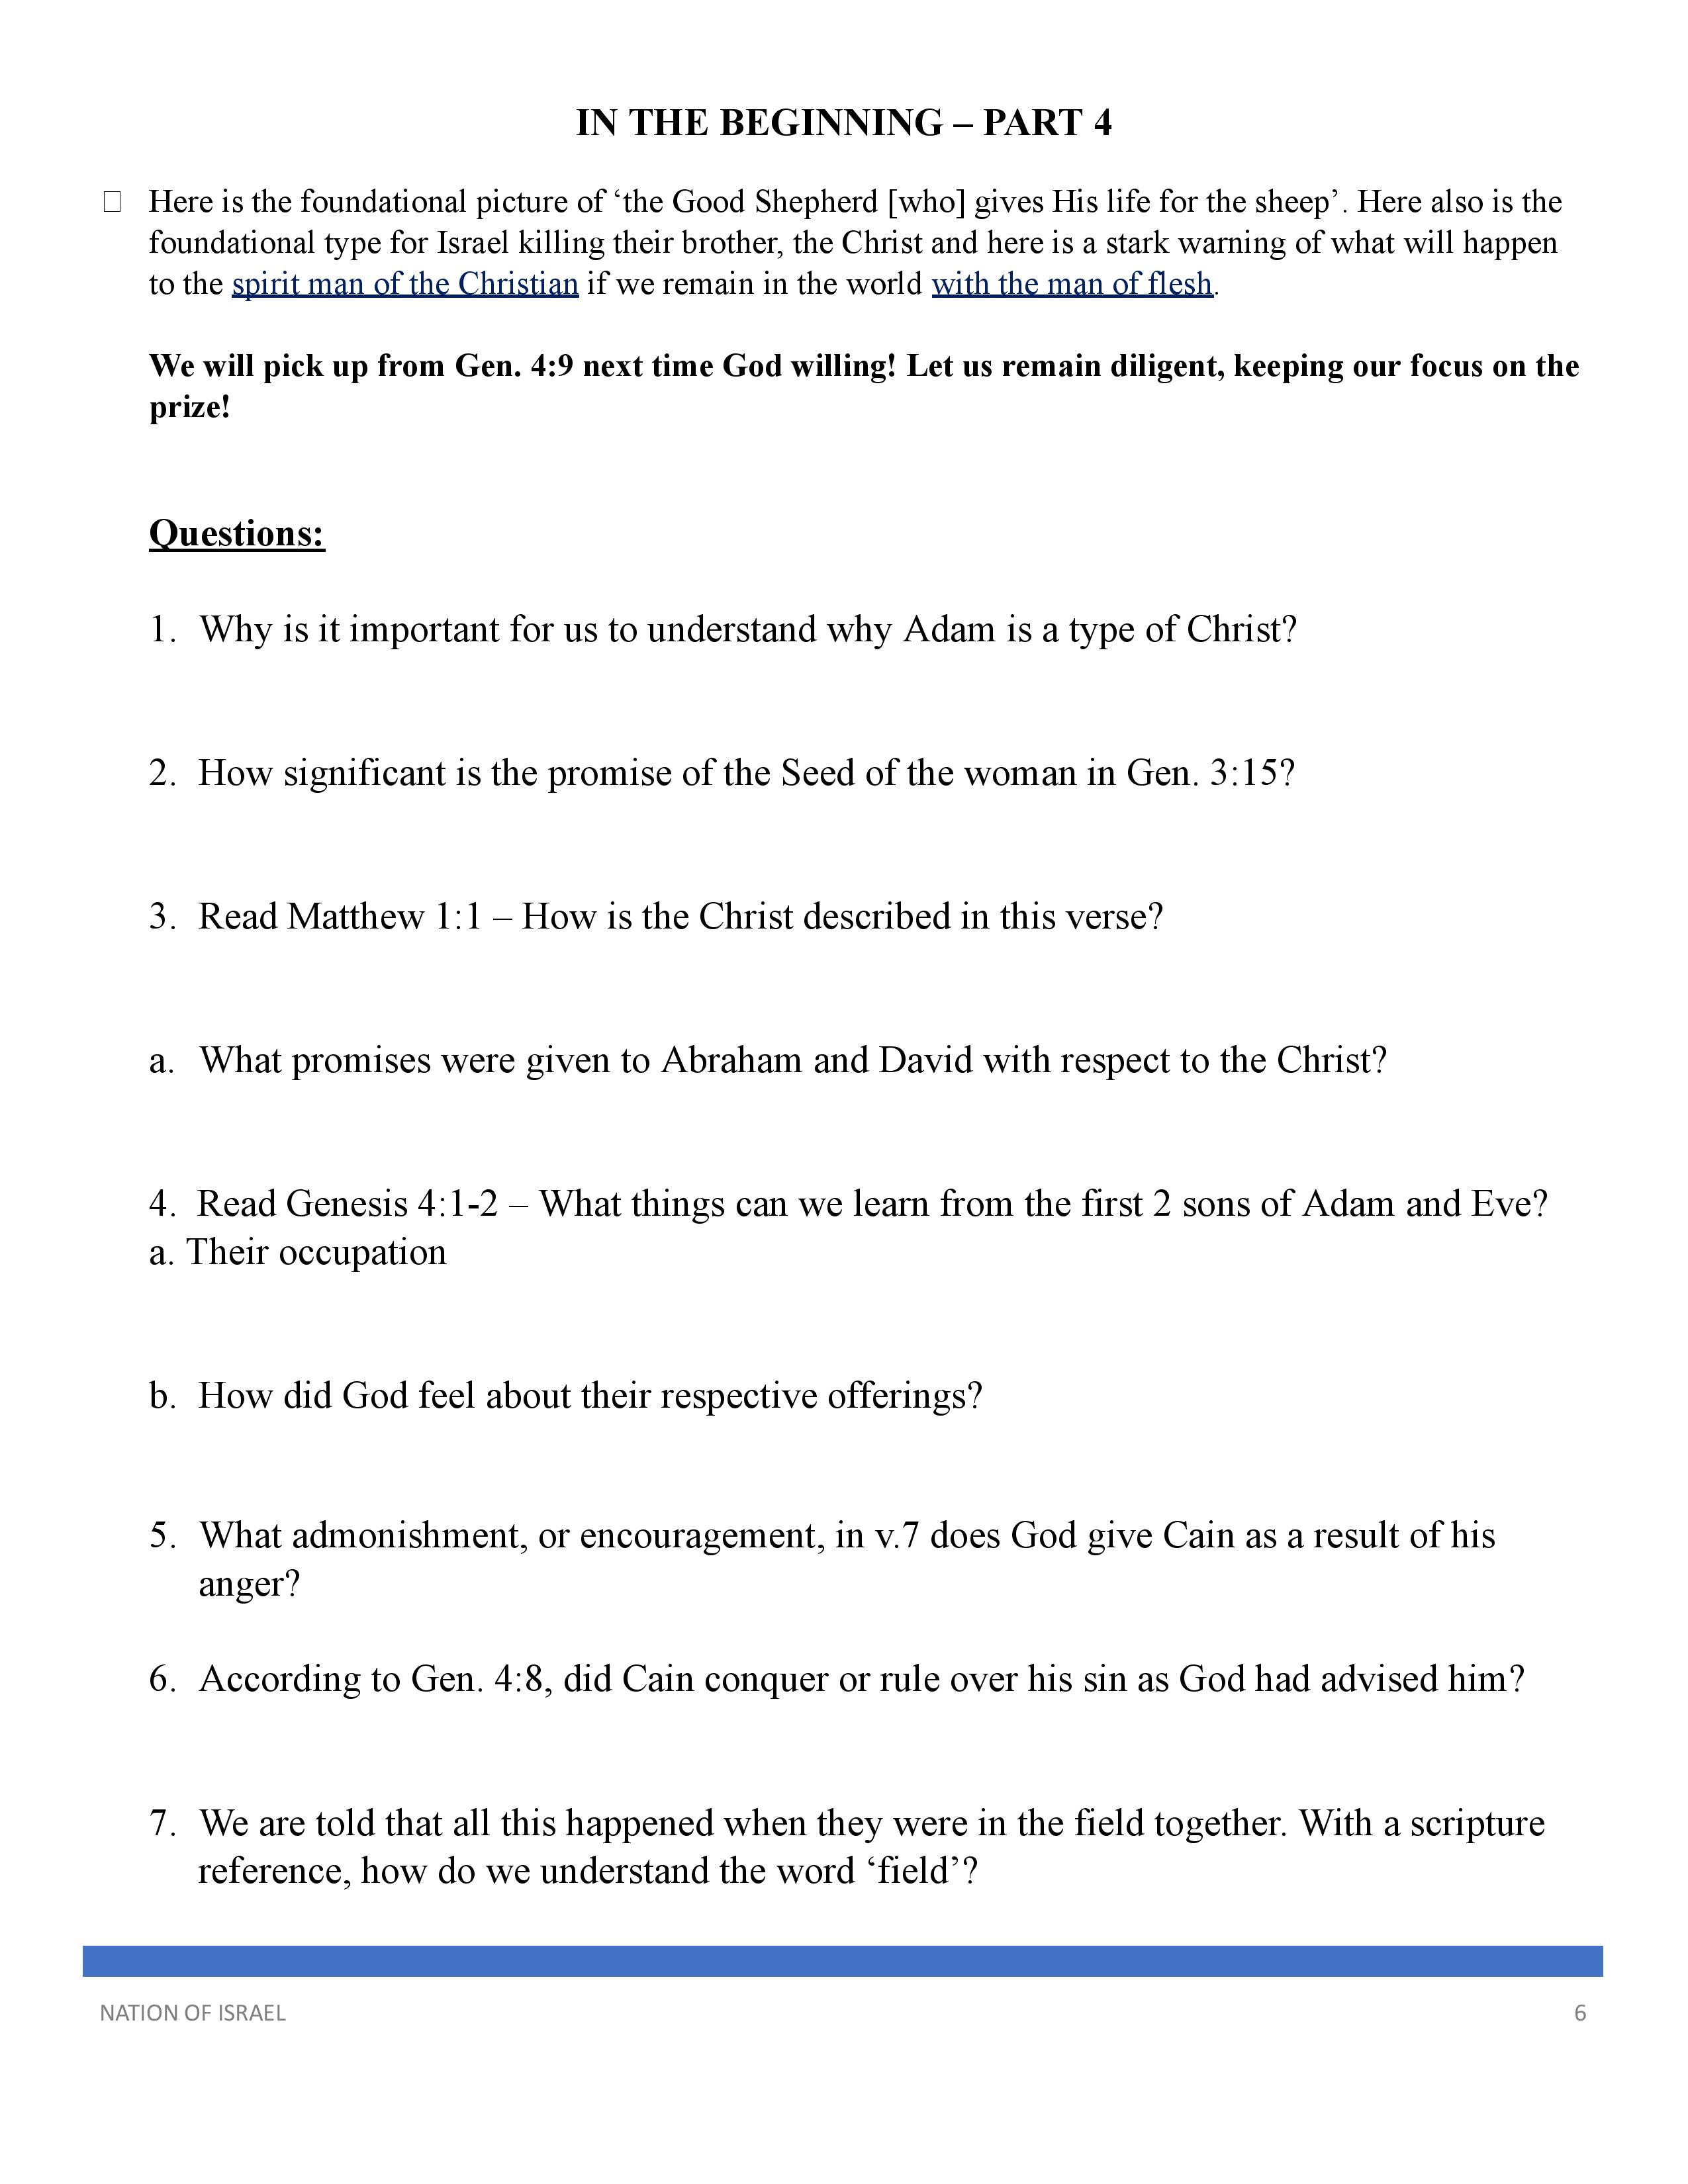 IN THE BEGINNING – PART 4
Here is the foundational picture of ‘the Good Shepherd [who] gives His life for the sheep’. Here also is the
foundational type for Israel killing their brother, the Christ and here is a stark warning of what will happen
to the spirit man of the Christian if we remain in the world with the man of flesh.
We will pick up from Gen. 4:9 next time God willing! Let us remain diligent, keeping our focus on the
prize!
Questions:
1. Why is it important for us to understand why Adam is a type of Christ?
2. How significant is the promise of the Seed of the woman in Gen. 3:15?
3. Read Matthew 1:1 – How is the Christ described in this verse?
a. What promises were given to Abraham and David with respect to the Christ?
4. Read Genesis 4:1-2 – What things can we learn from the first 2 sons of Adam and Eve?
a. Their occupation
b. How did God feel about their respective offerings?
5. What admonishment, or encouragement, in v.7 does God give Cain as a result of his
anger?
6. According to Gen. 4:8, did Cain conquer or rule over his sin as God had advised him?
7. We are told that all this happened when they were in the field together. With a scripture
reference, how do we understand the word ‘field’?
NATION OF ISRAEL 6